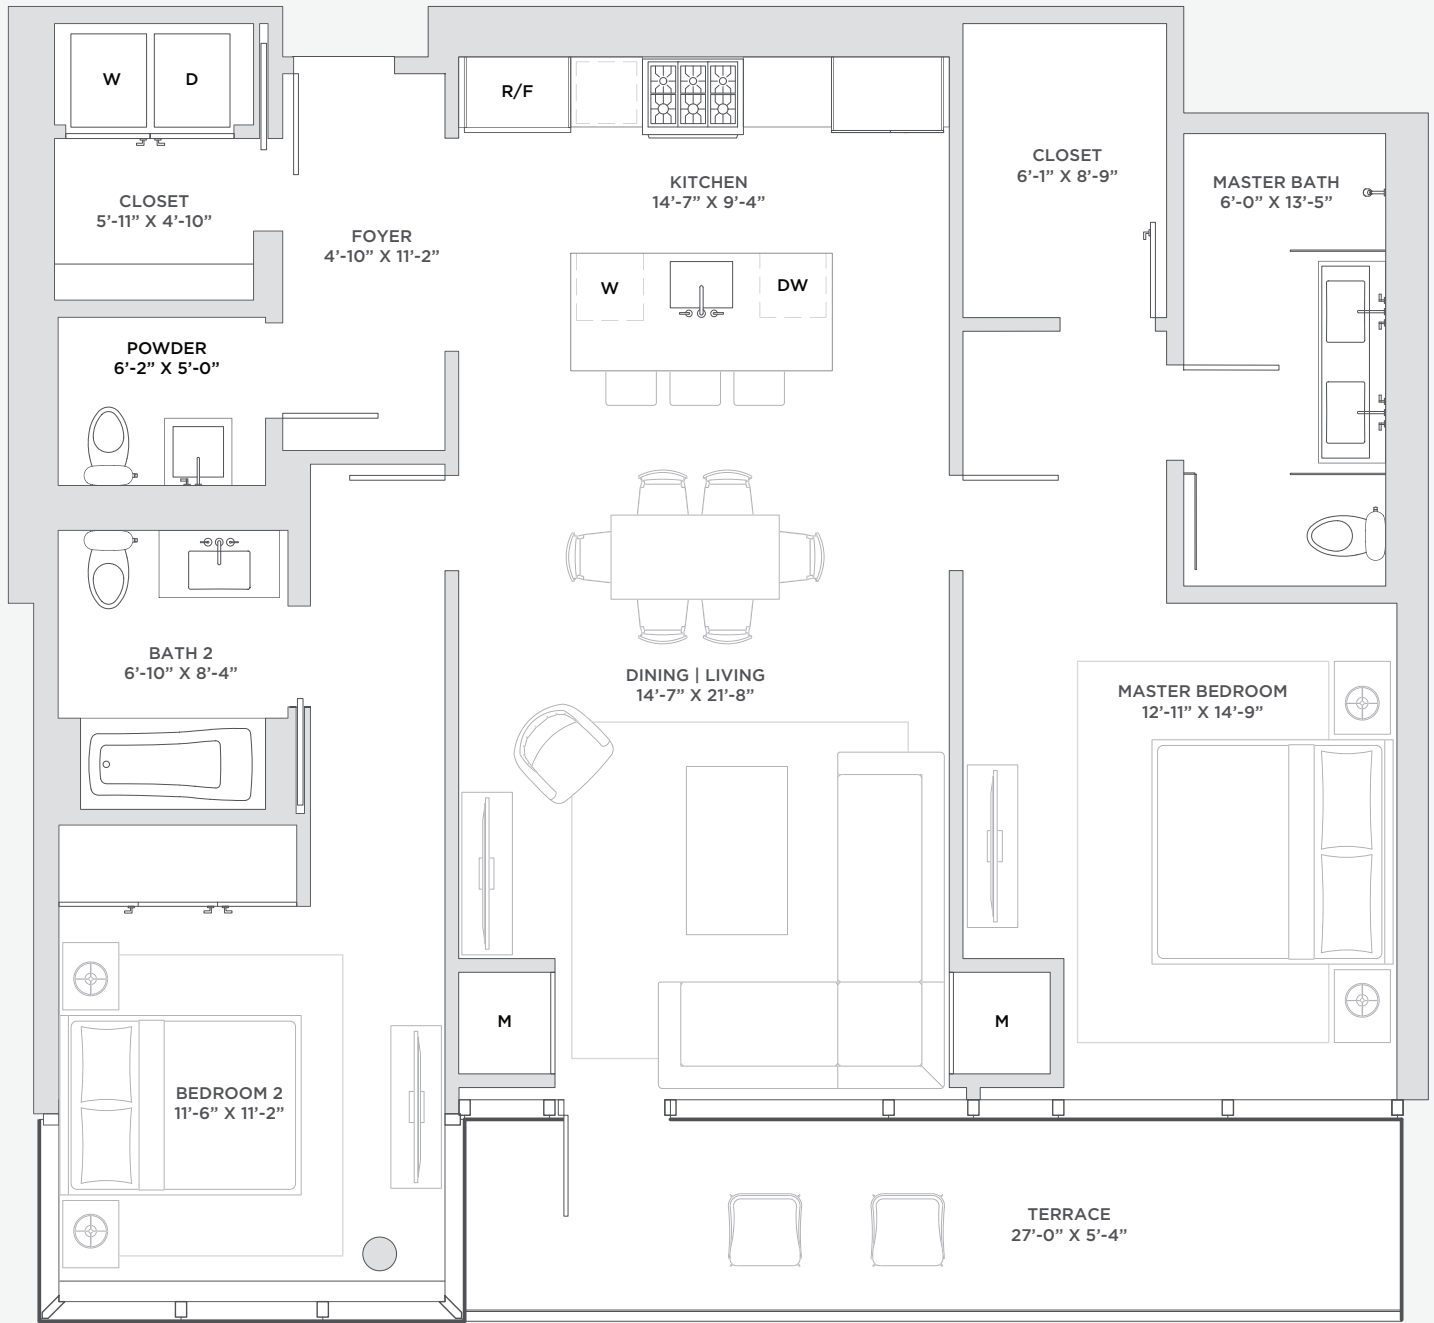 W
D
R/F
CLOSET
5’-11” X 4’-10”
FOYER
4’-10” X 11’-2”
KITCHEN
14’-7” X 9’-4”
CLOSET
6’-1” X 8’-9”
MASTER BATH
6’-0” X 13’-5”
W
DW
POWDER
6’-2” X 5’-0”
BATH 2
6’-10” X 8’-4”
DINING | LIVING
14’-7” X 21’-8”
MASTER BEDROOM
12’-11” X 14’-9”
M
M
BEDROOM 2
11’-6” X 11’-2”
TERRACE
27’-0” X 5’-4”